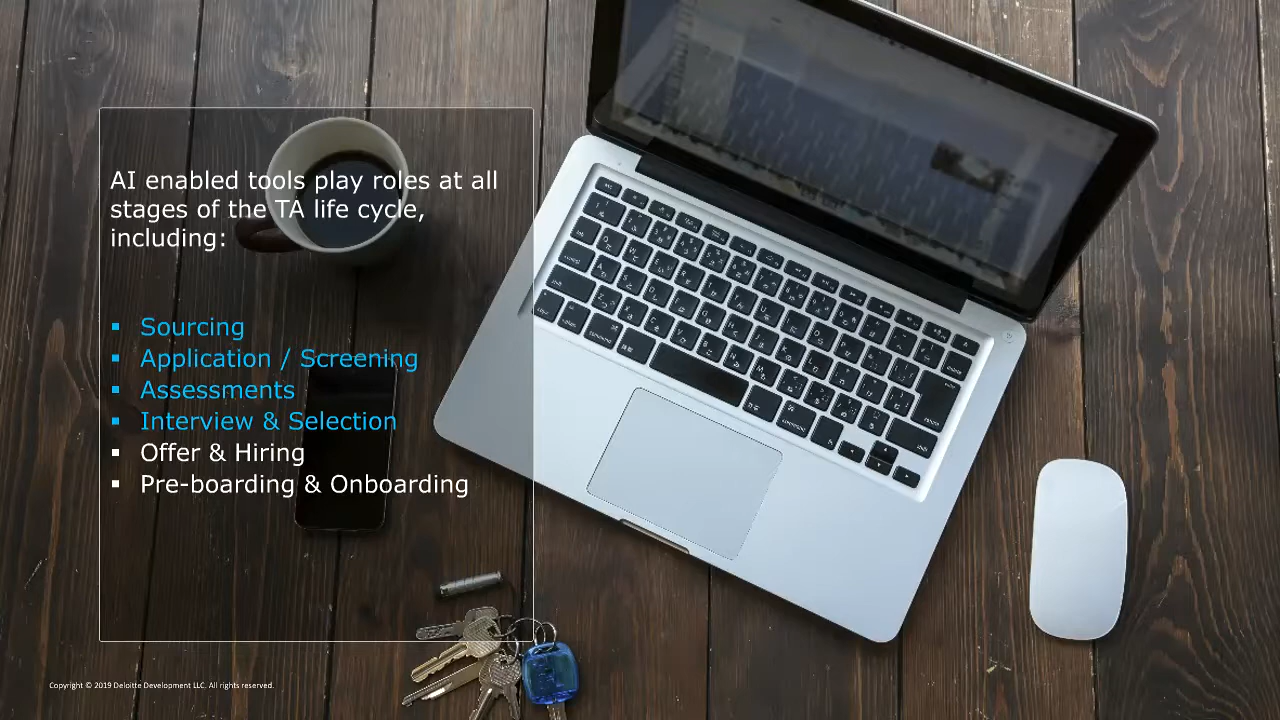 AI enabled tools play roles at all
stages of the TA life cycle,
including:
▪ Sourcing
▪ Application / Screening
▪ Assessments
▪ Interview & Selection
▪ Offer & Hiring
▪ Pre-boarding & Onboarding
Copyright © 2019 Deloitte Development LLC. All rights reserved.